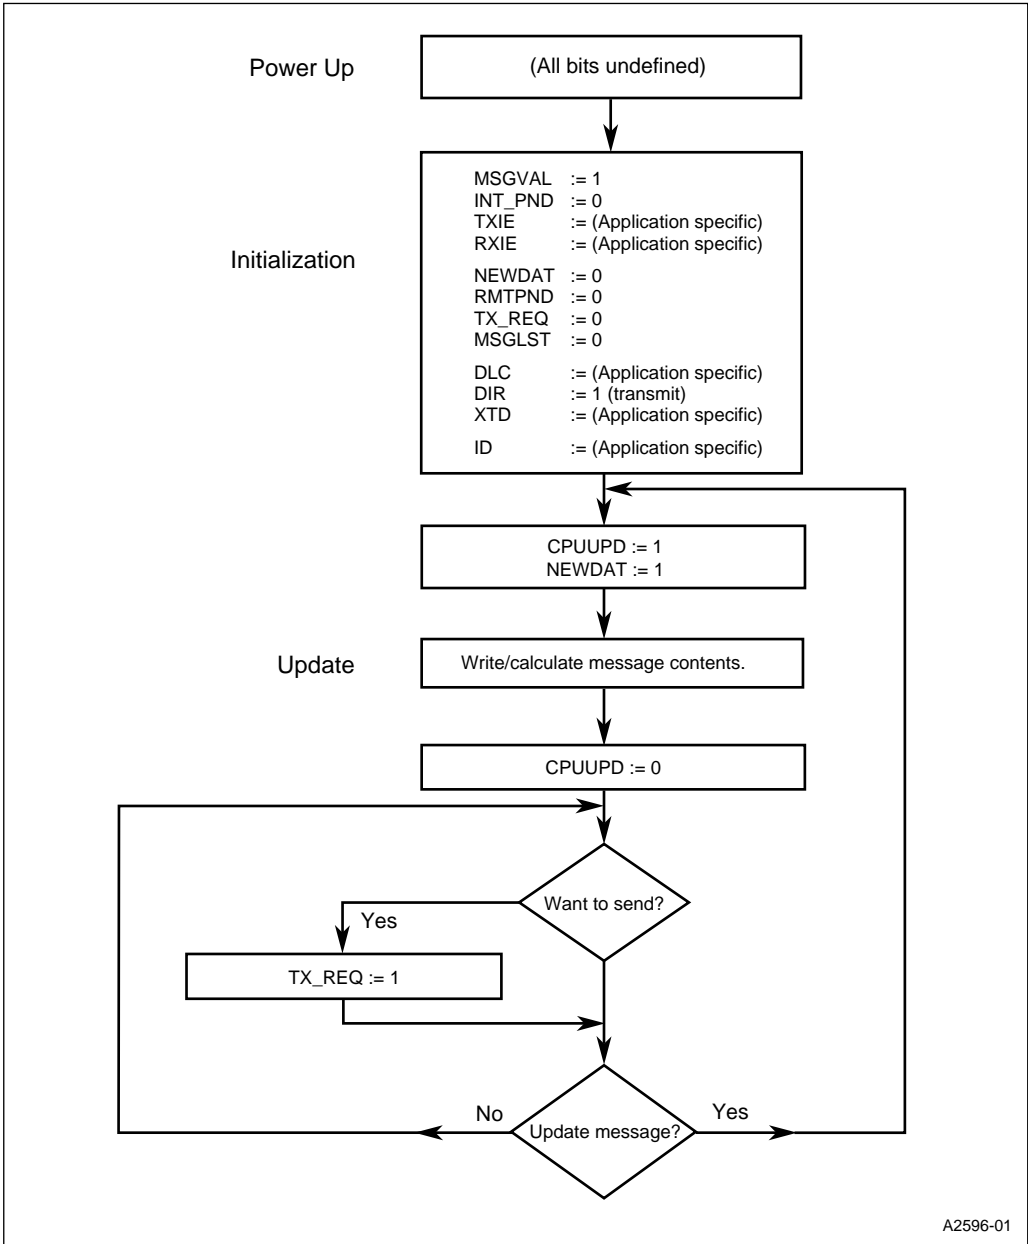 Power Up
(All bits undefined)
Initialization
MSGVAL := 1
INT_PND := 0
TXIE := (Application specific)
RXIE := (Application specific)
NEWDAT := 0
RMTPND := 0
TX_REQ := 0
MSGLST := 0
DLC := (Application specific)
DIR := 1 (transmit)
XTD := (Application specific)
ID := (Application specific)
CPUUPD := 1
NEWDAT := 1
Update
Write/calculate message contents.
CPUUPD := 0
Want to send?
Yes
TX_REQ := 1
No
Update message?
Yes
A2596-01